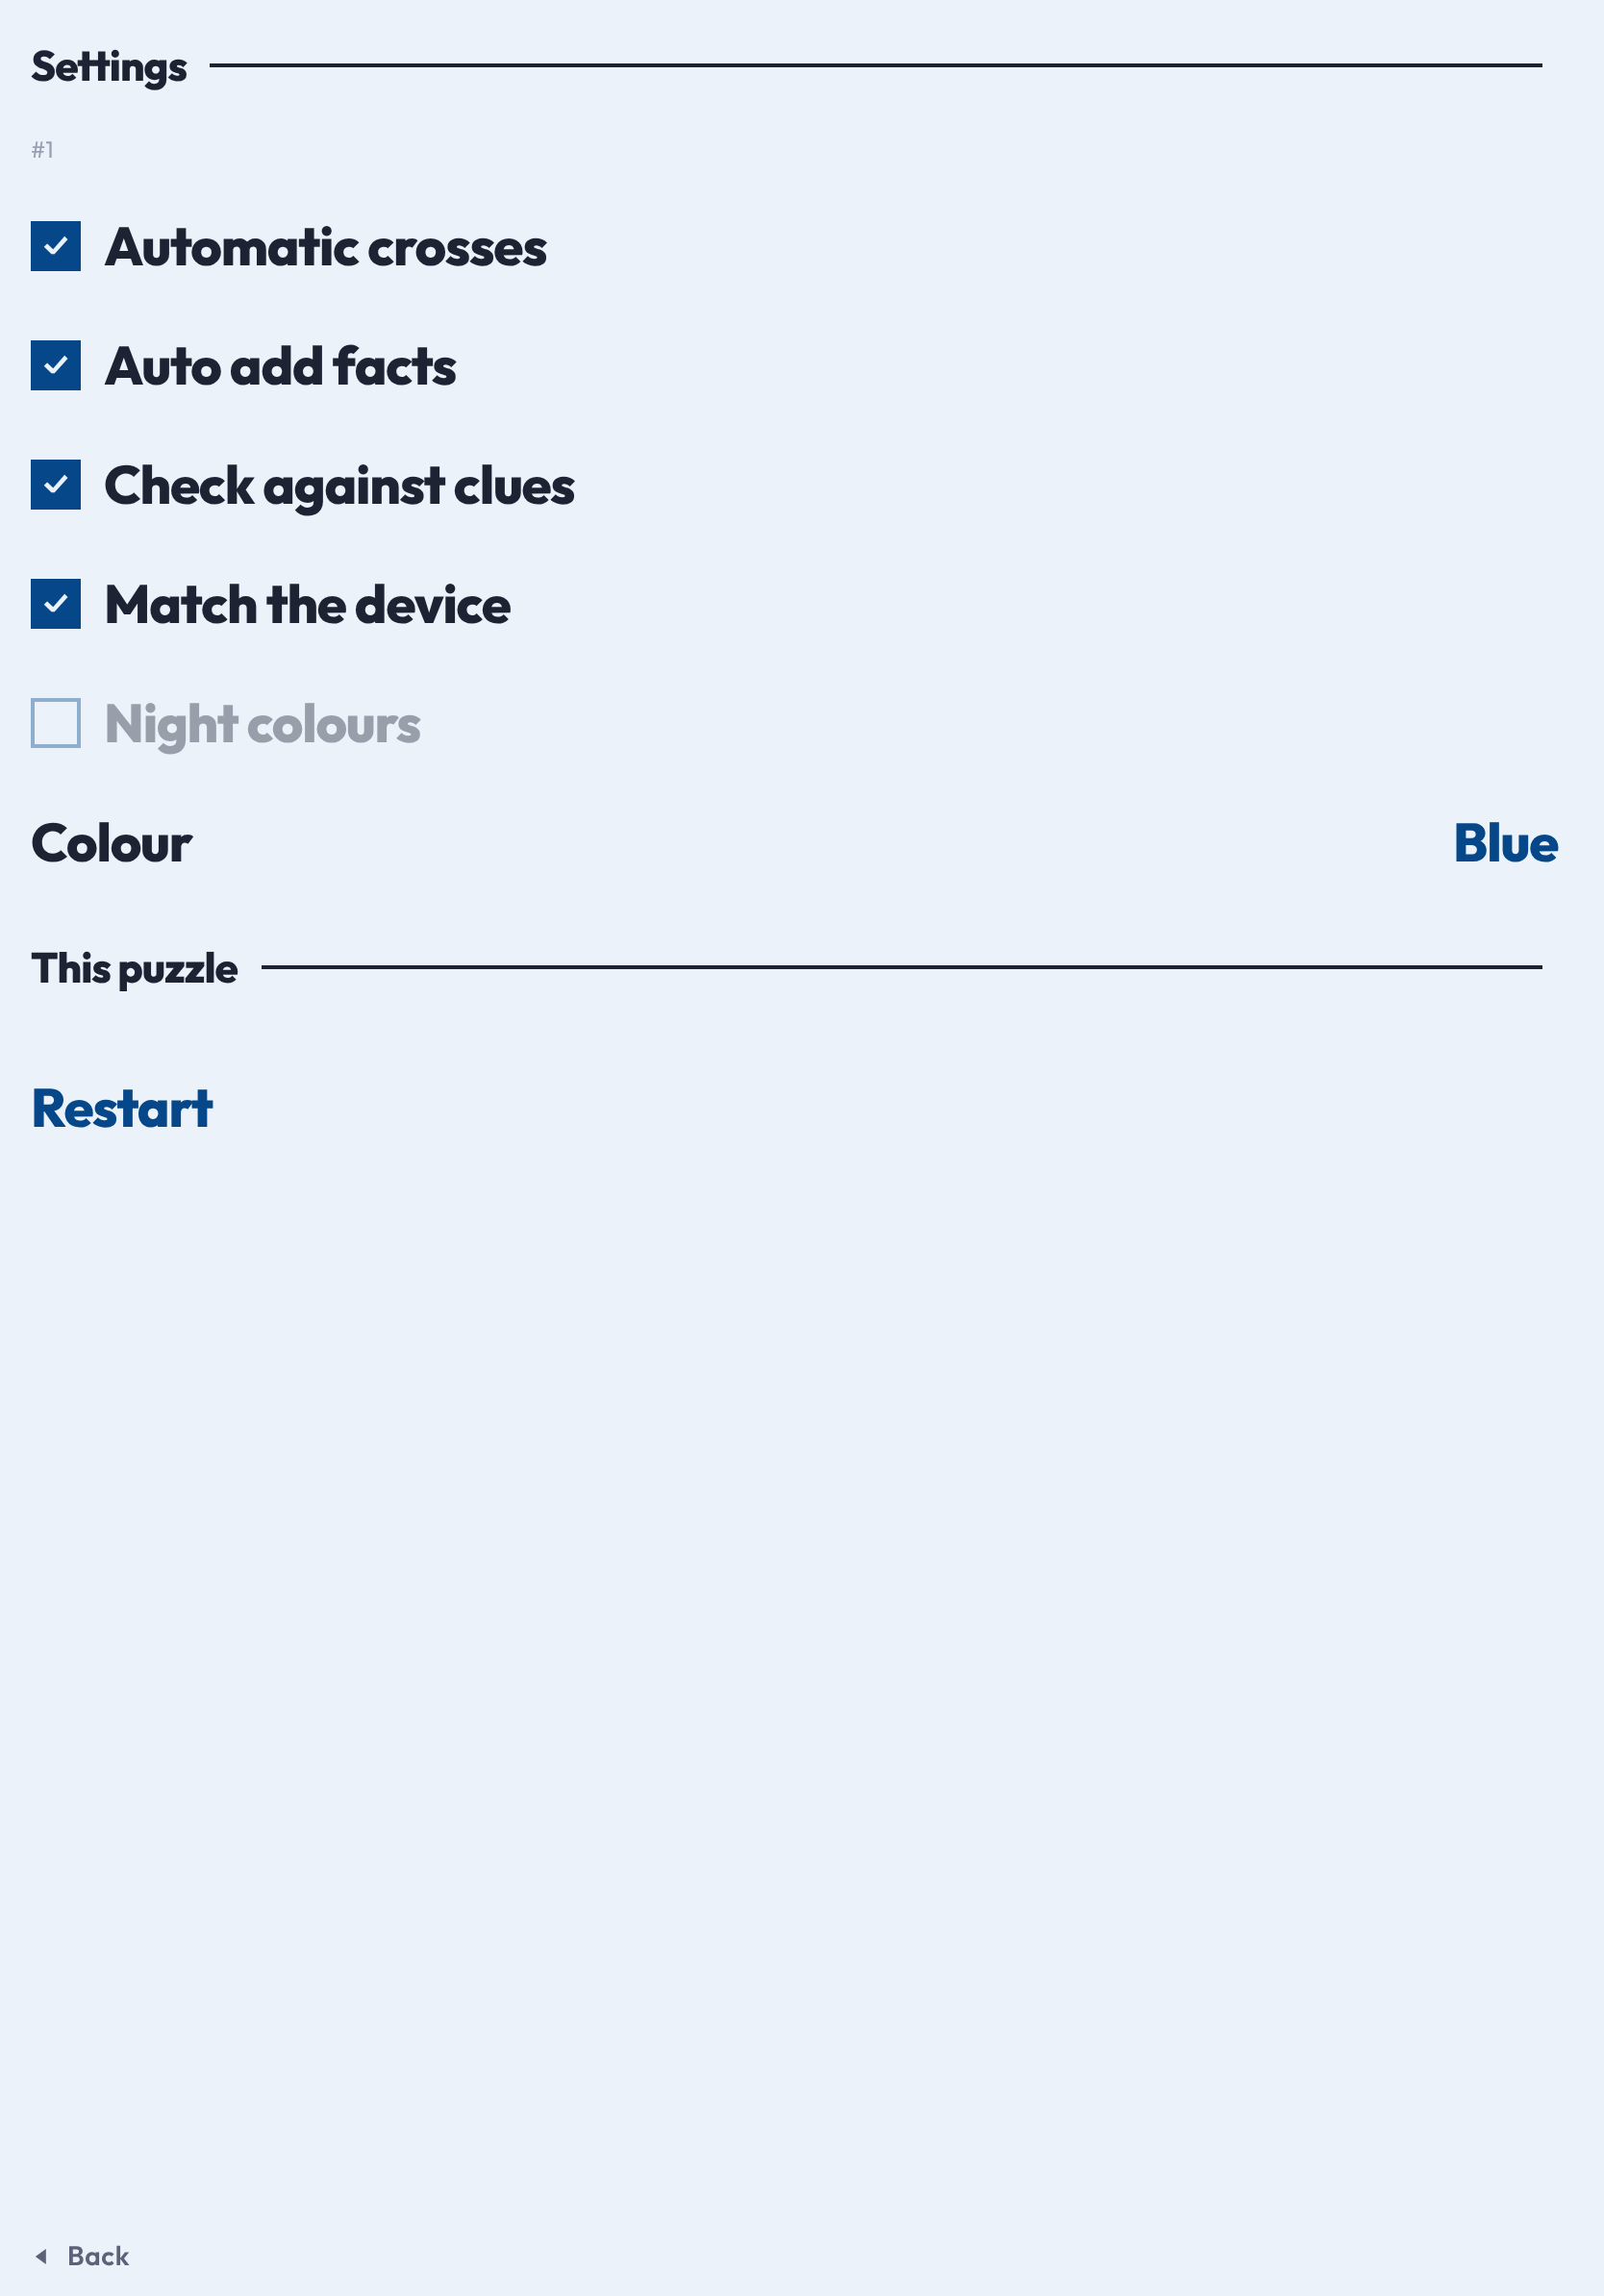 Settings
#1
Automatic crosses
Auto add facts
Check against clues
Match the device
Night colours
Colour
Blue
This puzzle
Restart
Back